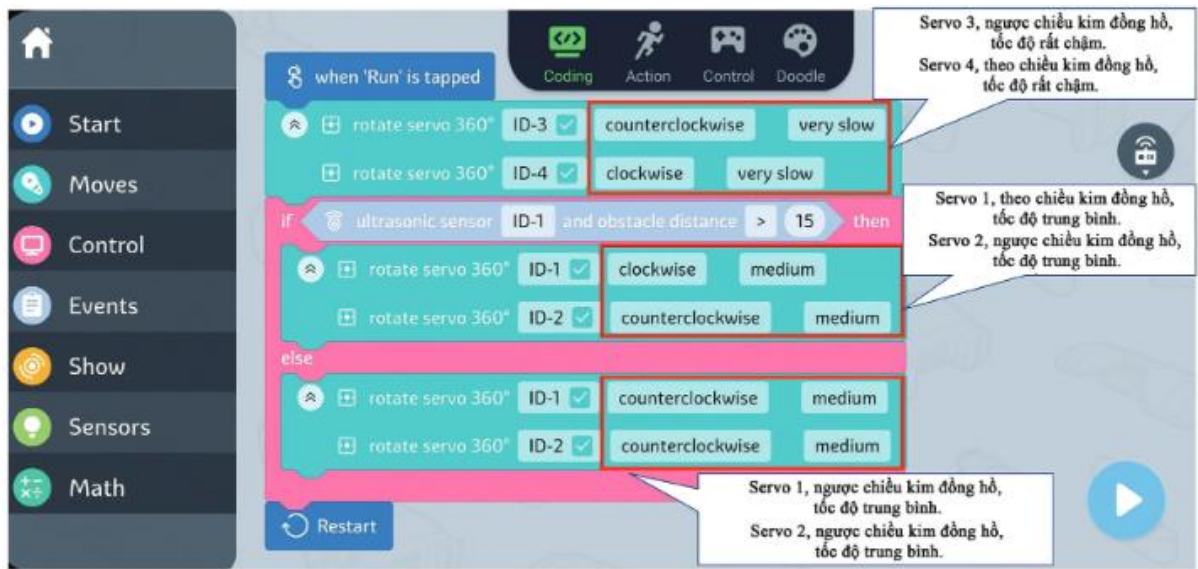 Coding
Action
Control
Doodle
Start
Moves
Control
Events
Show
Sensors
Math
when 'Run' is tapped
rotate servo 360° ID-3 counterclockwise very slow
rotate servo 360° ID-4 clockwise very slow
if ultrasonic sensor ID-1 and obstacle distance > 15 then
rotate servo 360° ID-1 clockwise medium
rotate servo 360° ID-2 counterclockwise medium
else
rotate servo 360° ID-1 counterclockwise medium
rotate servo 360° ID-2 counterclockwise medium
Restart
Servo 3, ngược chiều kim đồng hồ,
tốc độ rất chậm.
Servo 4, theo chiều kim đồng hồ,
tốc độ rất chậm.
Servo 1, theo chiều kim đồng hồ,
tốc độ trung bình.
Servo 2, ngược chiều kim đồng hồ,
tốc độ trung bình.
Servo 1, ngược chiều kim đồng hồ,
tốc độ trung bình.
Servo 2, ngược chiều kim đồng hồ,
tốc độ trung bình.